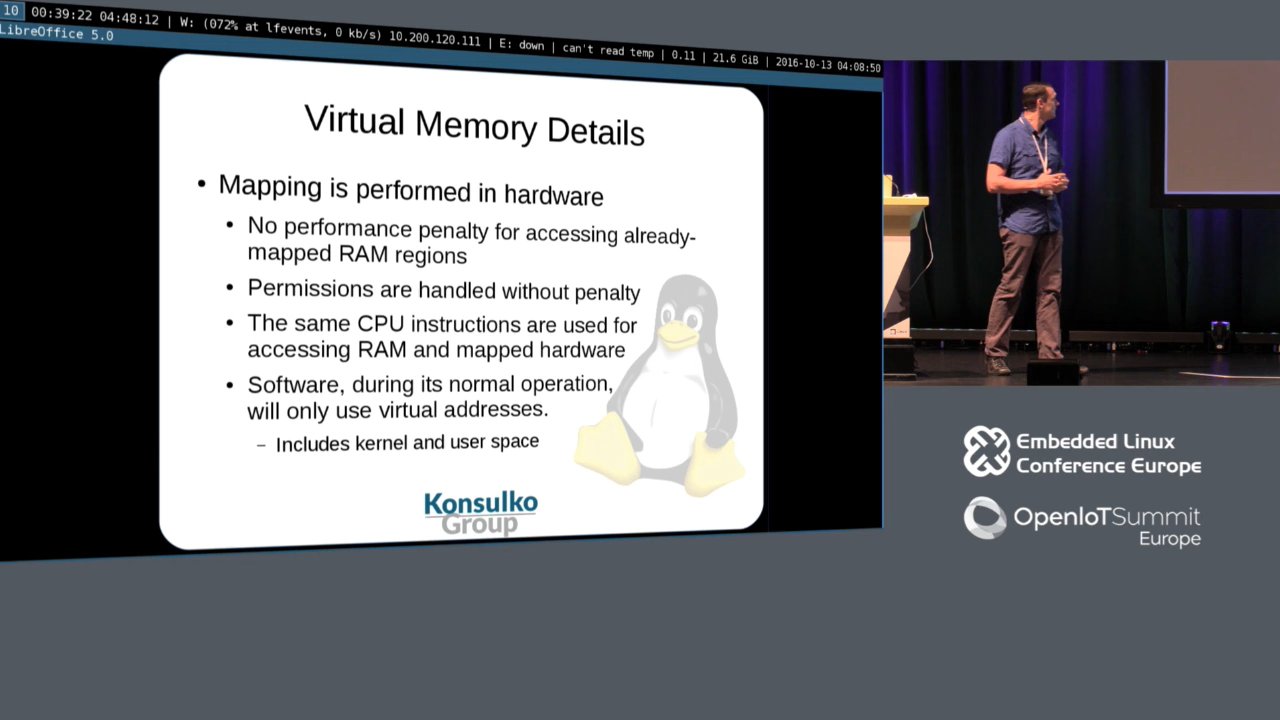 10 00:39:22 04:48:12 | W: (072% at lfevents, 0 kb/s) 10.200.120.111 | E: down | can't read temp | 0.11 | 21.6 GiB | 2016-10-13 04:08:50
LibreOffice 5.0
Virtual Memory Details
• Mapping is performed in hardware
• No performance penalty for accessing already-
mapped RAM regions
• Permissions are handled without penalty
• The same CPU instructions are used for
accessing RAM and mapped hardware
• Software, during its normal operation,
will only use virtual addresses.
– Includes kernel and user space
Konsulko
Group
Embedded Linux
Conference Europe
OpenIoTSummit
Europe